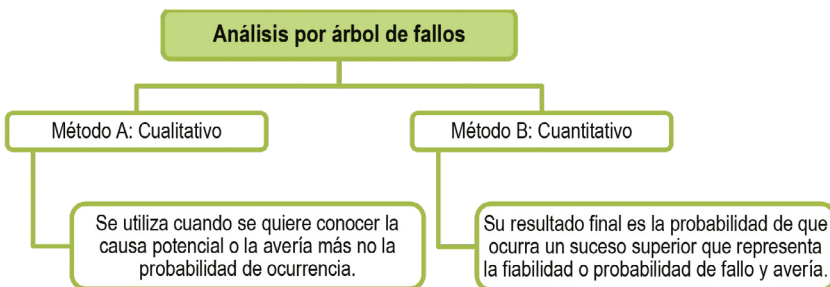 Análisis por árbol de fallos
Método A: Cualitativo
Método B: Cuantitativo
Se utiliza cuando se quiere conocer la
causa potencial o la avería más no la
probabilidad de ocurrencia.
Su resultado final es la probabilidad de que
ocurra un suceso superior que representa
la fiabilidad o probabilidad de fallo y avería.